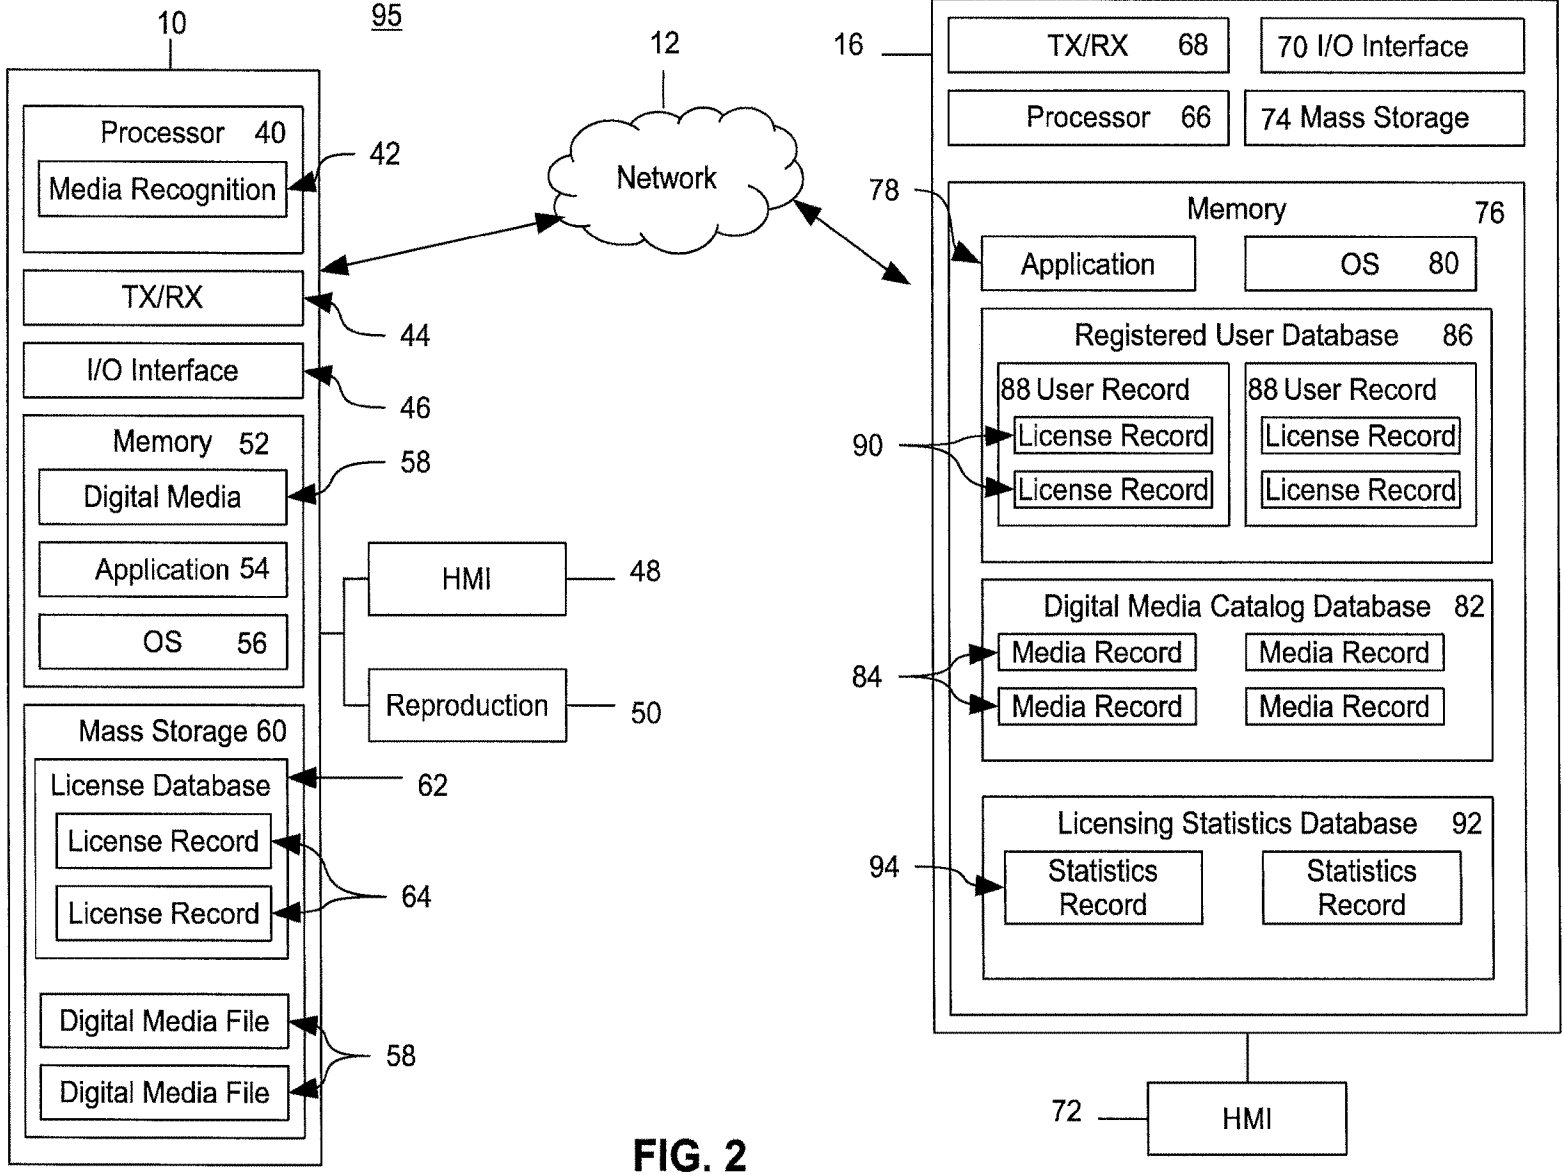 10
95
Processor 40
Media Recognition
42
TX/RX
44
I/O Interface
46
Memory 52
58
Digital Media
Application 54
OS 56
Mass Storage 60
License Database
62
License Record
License Record
64
Digital Media File
58
Digital Media File
HMI
48
Reproduction
50
12
Network
16
TX/RX 68
70 I/O Interface
Processor 66
74 Mass Storage
Memory 76
78
Application
OS 80
Registered User Database 86
88 User Record
88 User Record
90
License Record
License Record
License Record
License Record
Digital Media Catalog Database 82
84
Media Record
Media Record
Media Record
Media Record
Licensing Statistics Database 92
94
Statistics
Record
Statistics
Record
72
HMI
FIG. 2